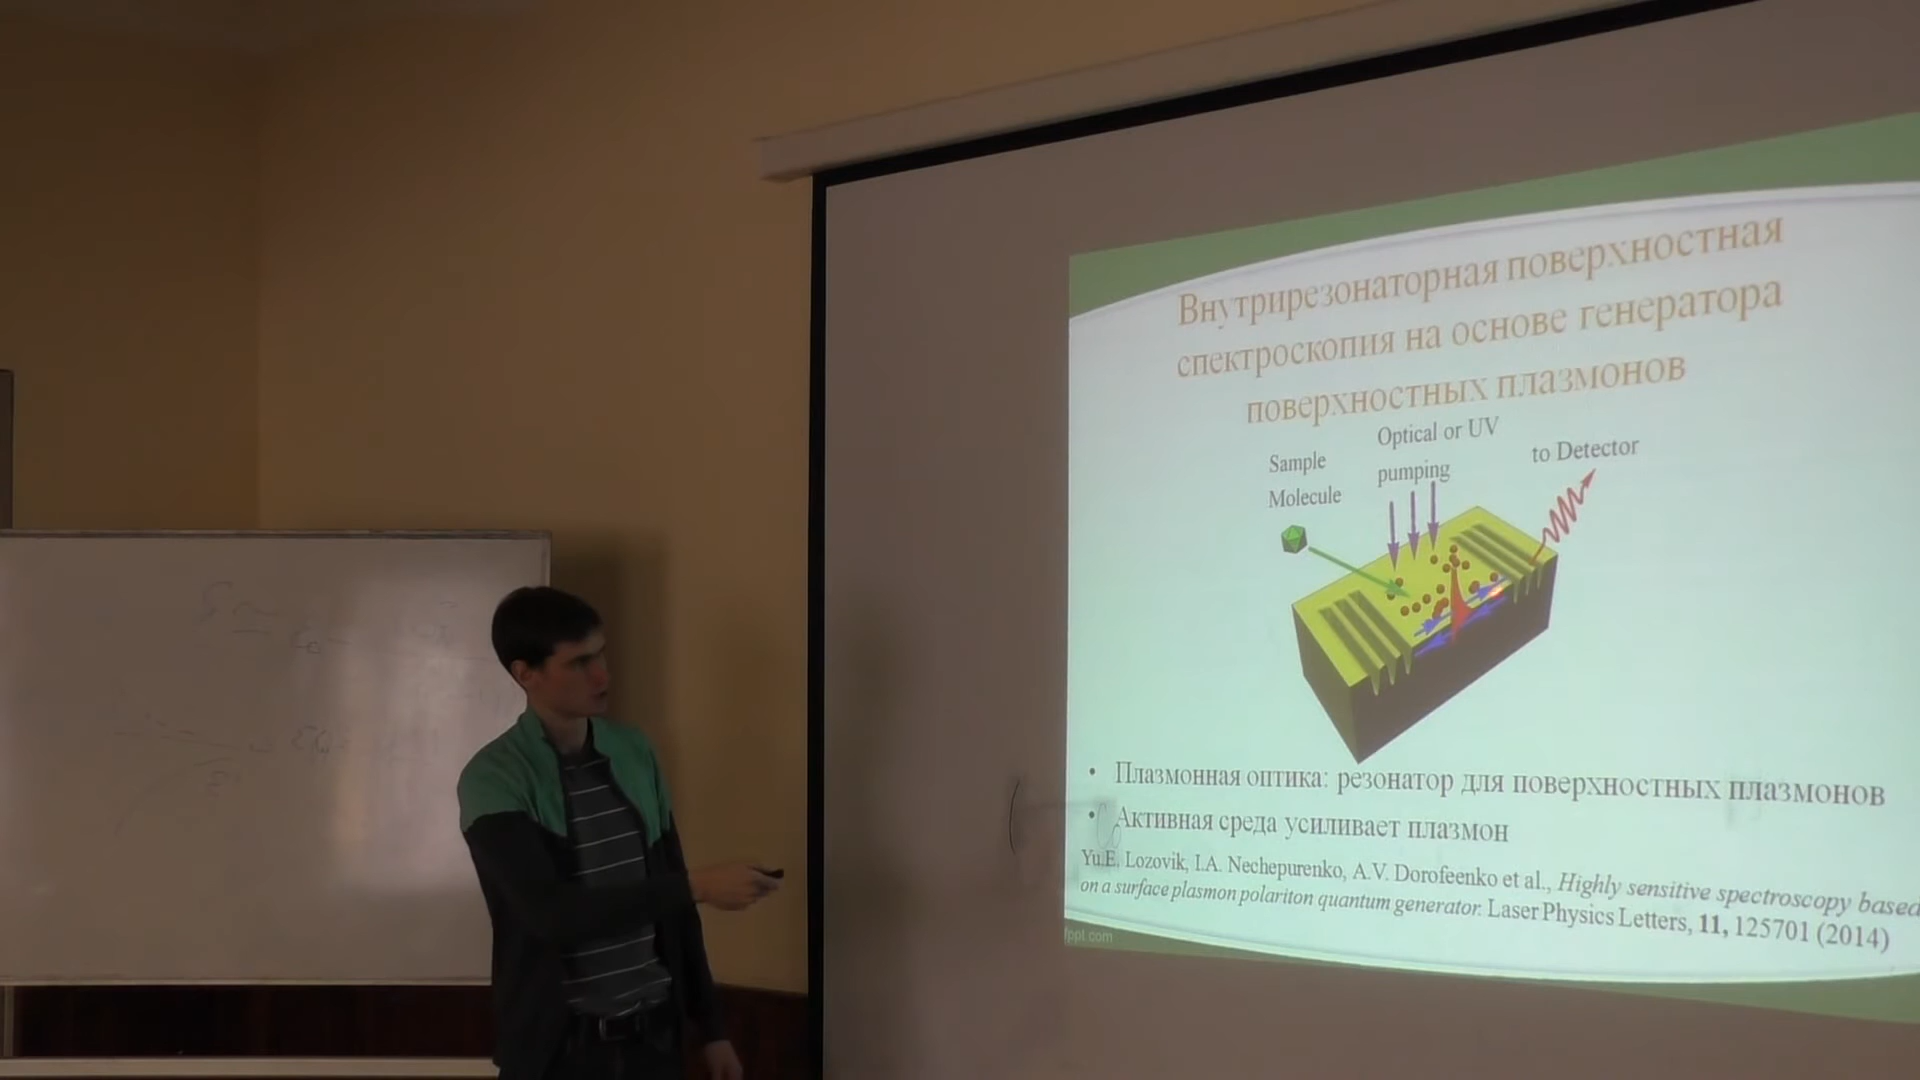 Внутрирезонаторная поверхностная
спектроскопия на основе генератора
поверхностных плазмонов
Optical or UV
pumping
Sample
Molecule
to Detector
• Плазмонная оптика: резонатор для поверхностных плазмонов
• Активная среда усиливает плазмон
Yu.E. Lozovik, I.A. Nechepurenko, A.V. Dorofeenko et al., Highly sensitive spectroscopy based
on a surface plasmon polariton quantum generator. Laser Physics Letters, 11, 125701 (2014)
fppt.com